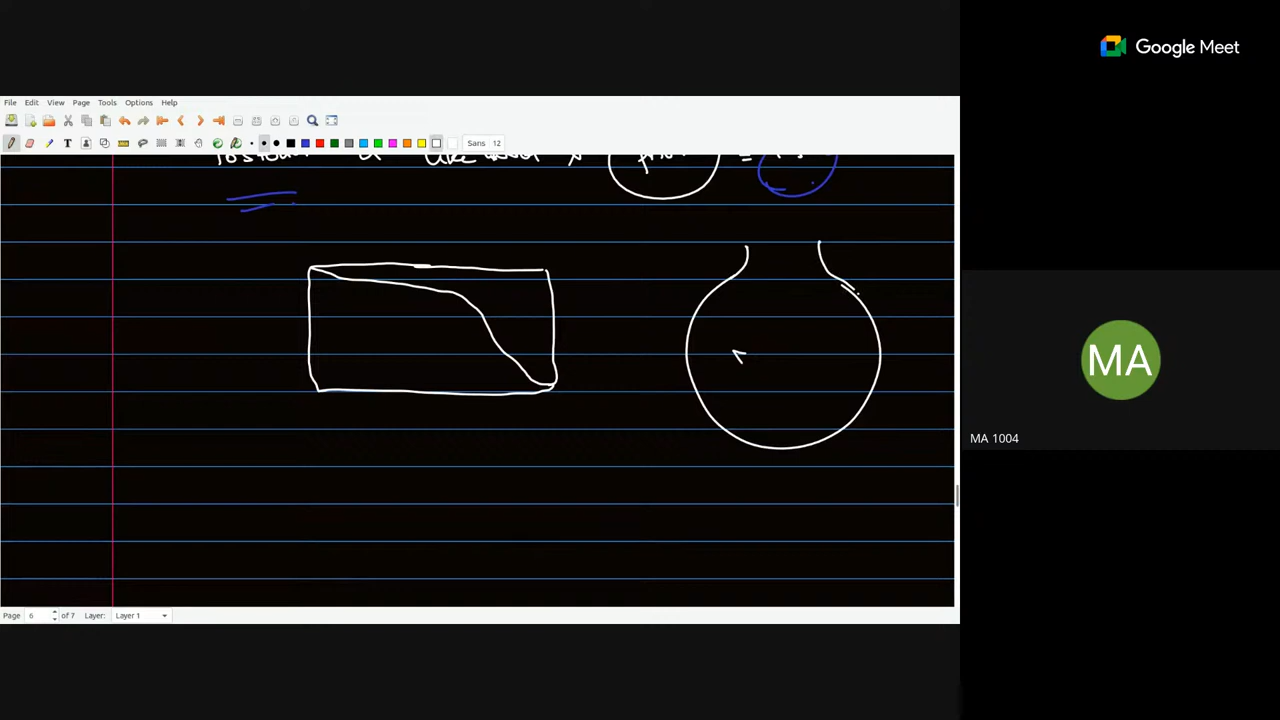 Google Meet
File Edit View Page Tools Options Help
Sans 12
MA
MA 1004
Page 6 of 7 Layer: Layer 1